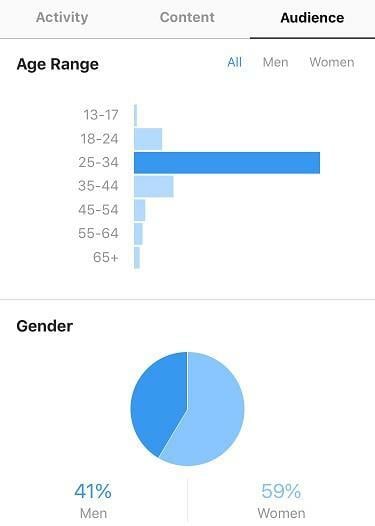 Activity Content Audience
Age Range All Men Women
13-17
18-24
25-34
35-44
45-54
55-64
65+
Gender
41% 59%
Men Women